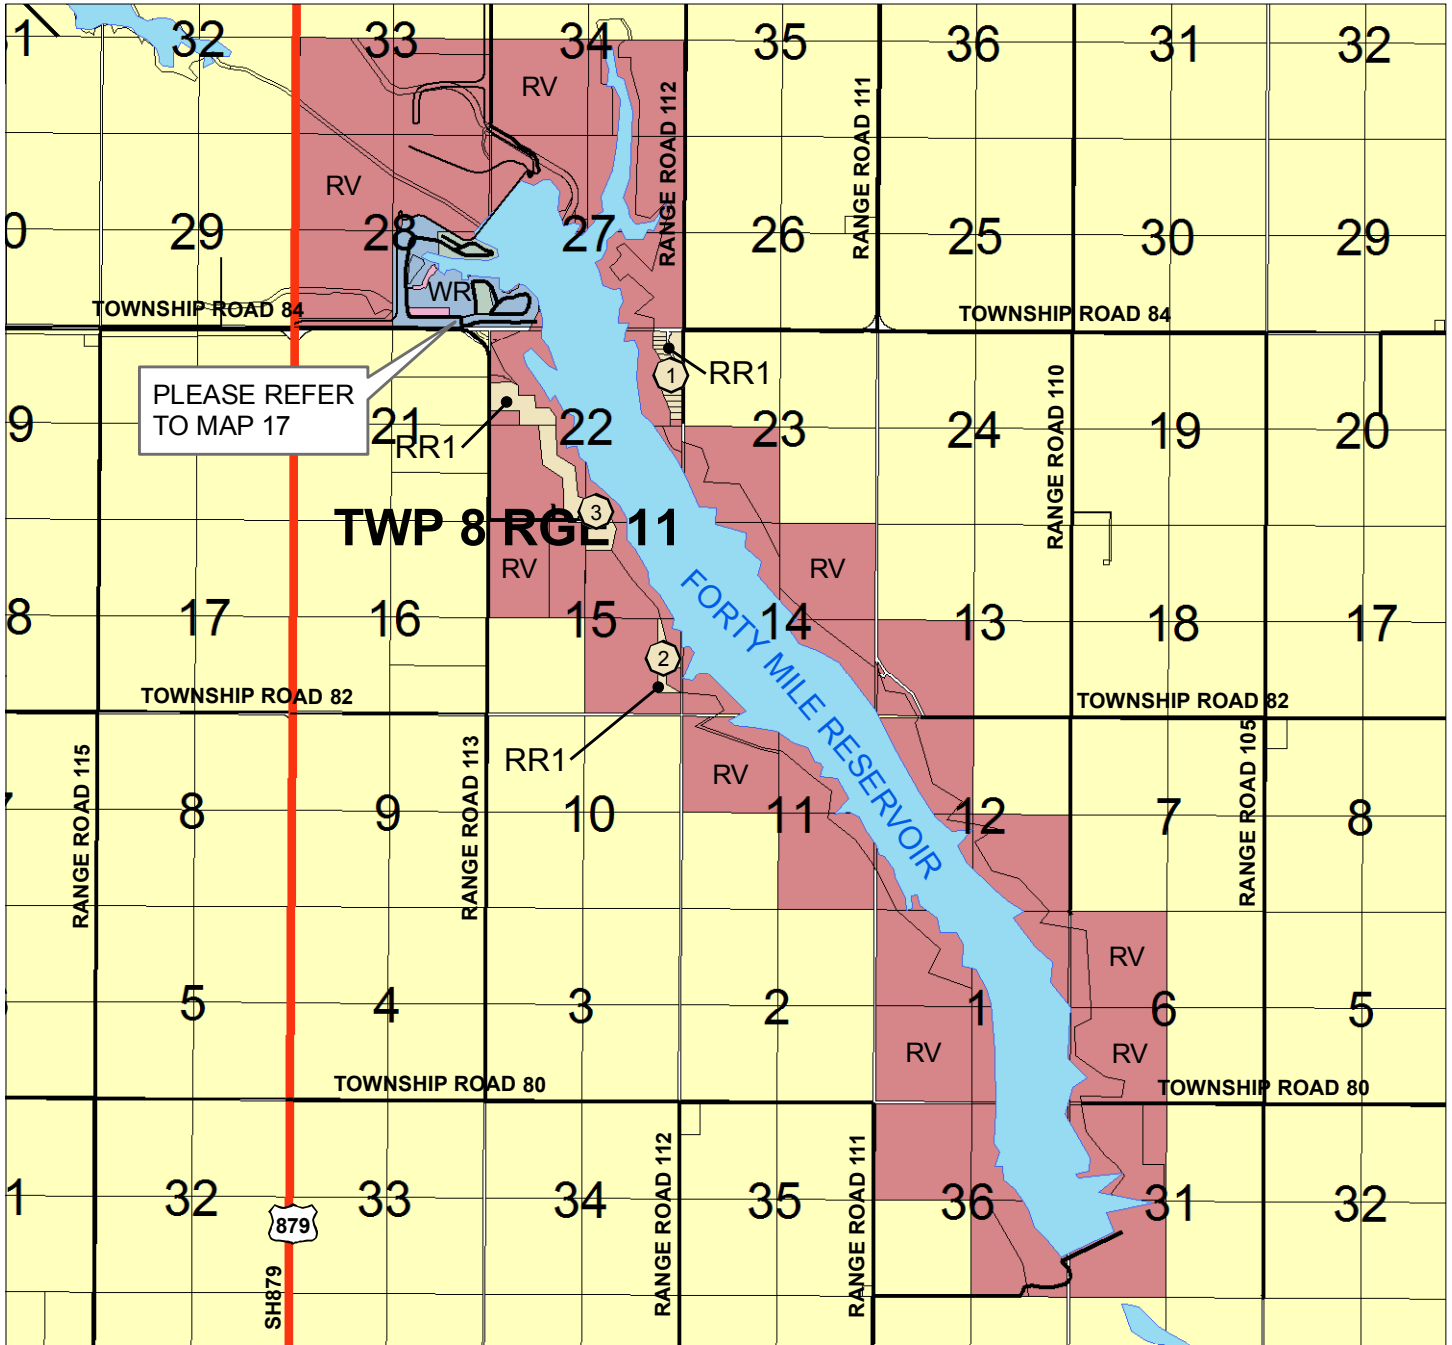 32
33
34
35
36
31
32
RV
RANGE ROAD 112
RANGE ROAD 111
RV
29
28
27
26
25
30
29
WR
TOWNSHIP ROAD 84
TOWNSHIP ROAD 84
PLEASE REFER
TO MAP 17
1
RR1
RANGE ROAD 110
9
21
RR1
22
23
24
19
20
3
TWP 8 RGE 11
RV
RV
FORTY MILE RESERVOIR
8
17
16
15
14
13
18
17
2
TOWNSHIP ROAD 82
TOWNSHIP ROAD 82
RR1
RV
RANGE ROAD 115
RANGE ROAD 113
RANGE ROAD 105
8
9
10
11
12
7
8
RV
5
4
3
2
1
6
5
RV
RV
TOWNSHIP ROAD 80
TOWNSHIP ROAD 80
RANGE ROAD 112
RANGE ROAD 111
32
33
34
35
36
31
32
879
SH879